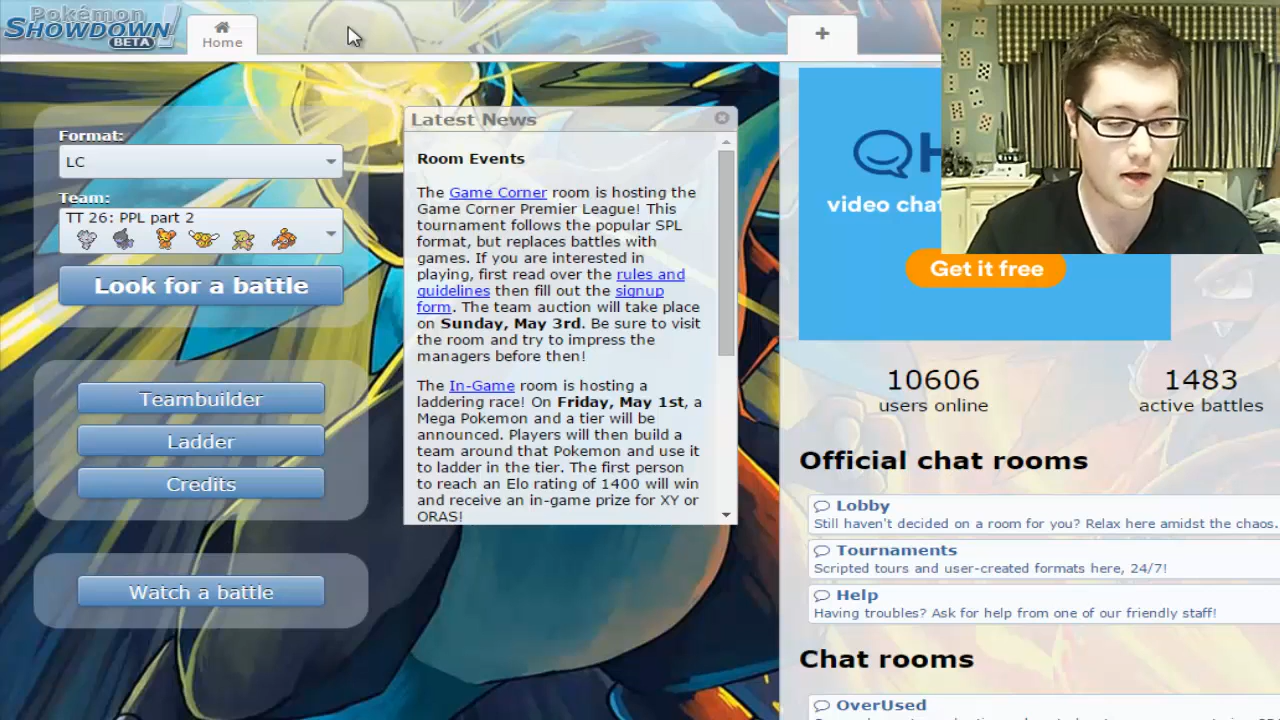 Pokémon
SHOWDOWN!
BETA
Home
+
Format:
LC
Team:
TT 26: PPL part 2
Look for a battle
Teambuilder
Ladder
Credits
Watch a battle
Latest News
Room Events
The Game Corner room is hosting the
Game Corner Premier League! This
tournament follows the popular SPL
format, but replaces battles with
games. If you are interested in
playing, first read over the rules and
guidelines then fill out the signup
form. The team auction will take place
on Sunday, May 3rd. Be sure to visit
the room and try to impress the
managers before then!
The In-Game room is hosting a
laddering race! On Friday, May 1st, a
Mega Pokemon and a tier will be
announced. Players will then build a
team around that Pokemon and use it
to ladder in the tier. The first person
to reach an Elo rating of 1400 will win
and receive an in-game prize for XY or
ORAS!
video chat
Get it free
10606
users online
1483
active battles
Official chat rooms
Lobby
Still haven't decided on a room for you? Relax here amidst the chaos.
Tournaments
Scripted tours and user-created formats here, 24/7!
Help
Having troubles? Ask for help from one of our friendly staff!
Chat rooms
OverUsed